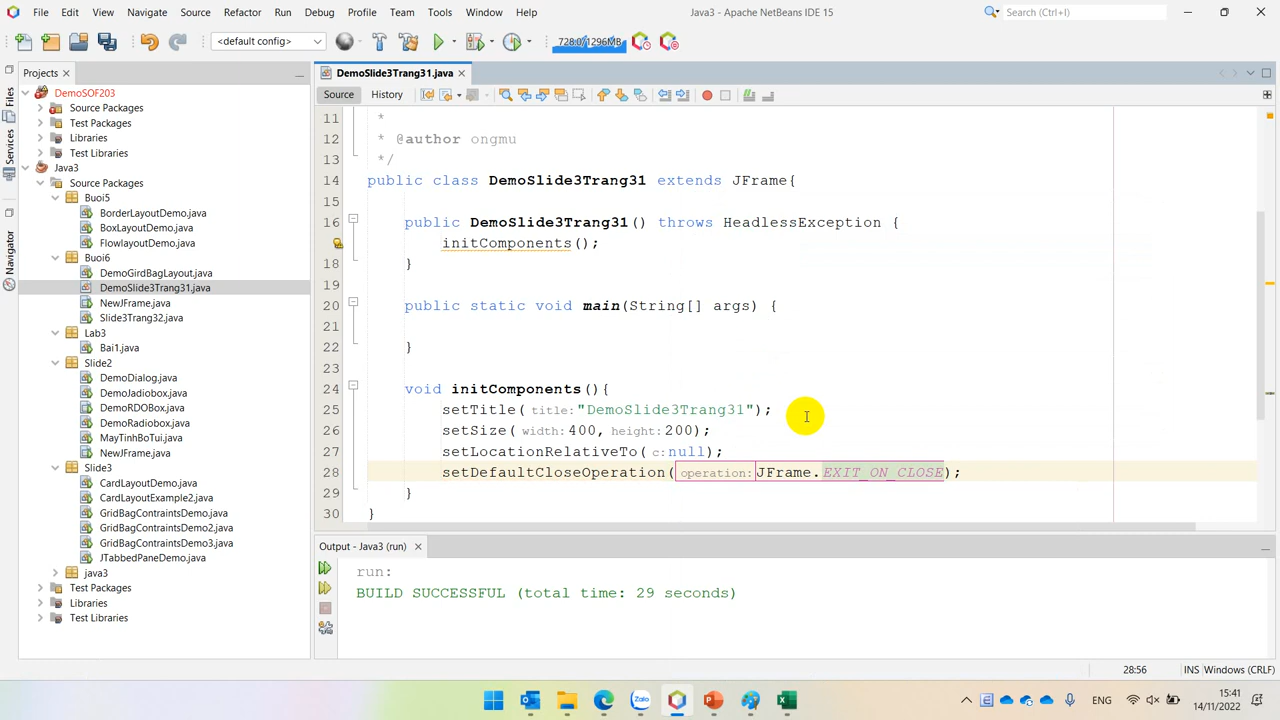 File Edit View Navigate Source Refactor Run Debug Profile Team Tools Window Help Java3 - Apache NetBeans IDE 15 Search (Ctrl+I)
<default config> 728.0/1296MB
Projects DemoSlide3Trang31.java
Source History
Files
Services
Navigator
DemoSOF203
Source Packages
Test Packages
Libraries
Test Libraries
Java3
Source Packages
Buoi5
BorderLayoutDemo.java
BoxLayoutDemo.java
FlowlayoutDemo.java
Buoi6
DemoGirdBagLayout.java
DemoSlide3Trang31.java
NewJFrame.java
Slide3Trang32.java
Lab3
Bai1.java
Slide2
DemoDialog.java
DemoJadiobox.java
DemoRDOBox.java
DemoRadiobox.java
MayTinhBoTui.java
NewJFrame.java
Slide3
CardLayoutDemo.java
CardLayoutExample2.java
GridBagContraintsDemo.java
GridBagContraintsDemo2.java
GridBagContraintsDemo3.java
JTabbedPaneDemo.java
java3
Test Packages
Libraries
Test Libraries
11 *
12 * @author ongmu
13 */
14 public class DemoSlide3Trang31 extends JFrame{
15
16 public DemoSlide3Trang31() throws HeadlessException {
initComponents();
18 }
19
20 public static void main(String[] args) {
21
22 }
23
24 void initComponents(){
25 setTitle(title:"DemoSlide3Trang31");
26 setSize(width:400, height:200);
27 setLocationRelativeTo(c:null);
28 setDefaultCloseOperation(operation:JFrame.EXIT_ON_CLOSE);
29 }
30 }
Output - Java3 (run)
run:
BUILD SUCCESSFUL (total time: 29 seconds)
28:56 INS Windows (CRLF)
Zalo
ENG
15:41
14/11/2022